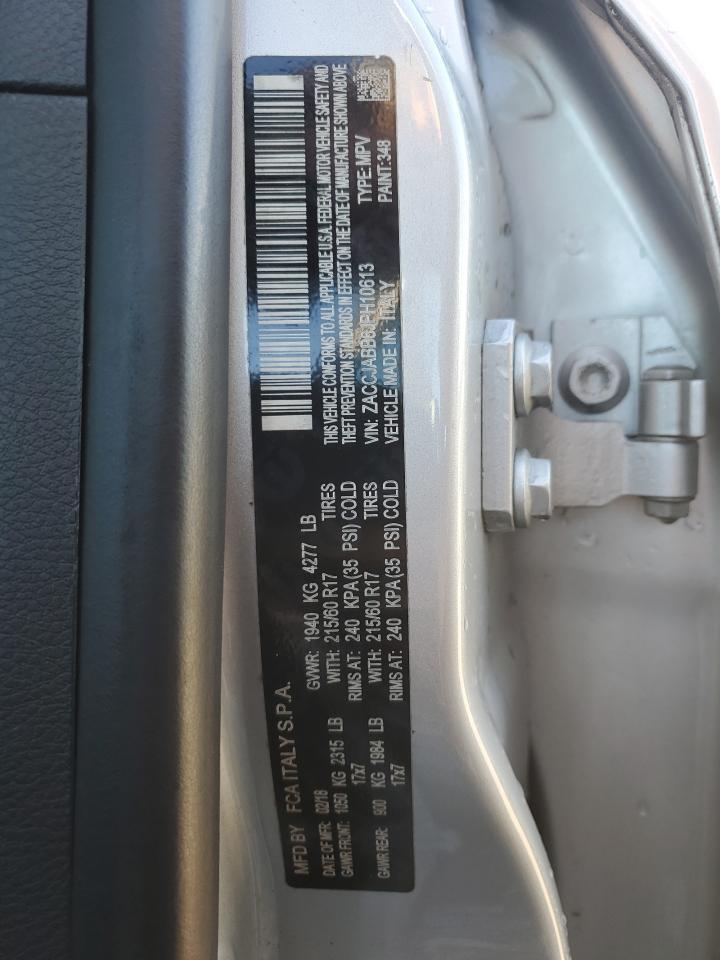 MFD BY FCA ITALY S.P.A.
DATE OF MFR: 02/18 GVWR: 1940 KG 4277 LB
GAWR FRONT: 1050 KG 2315 LB WITH: 215/60 R17 TIRES
17x7 RIMS AT: 240 KPA (35 PSI) COLD
GAWR REAR: 900 KG 1984 LB WITH: 215/60 R17 TIRES
17x7 RIMS AT: 240 KPA (35 PSI) COLD
THIS VEHICLE CONFORMS TO ALL APPLICABLE U.S.A. FEDERAL MOTOR VEHICLE SAFETY AND
THEFT PREVENTION STANDARDS IN EFFECT ON THE DATE OF MANUFACTURE SHOWN ABOVE
VIN: ZACCJABB6JPH10613 TYPE: MPV
VEHICLE MADE IN: ITALY PAINT: 348